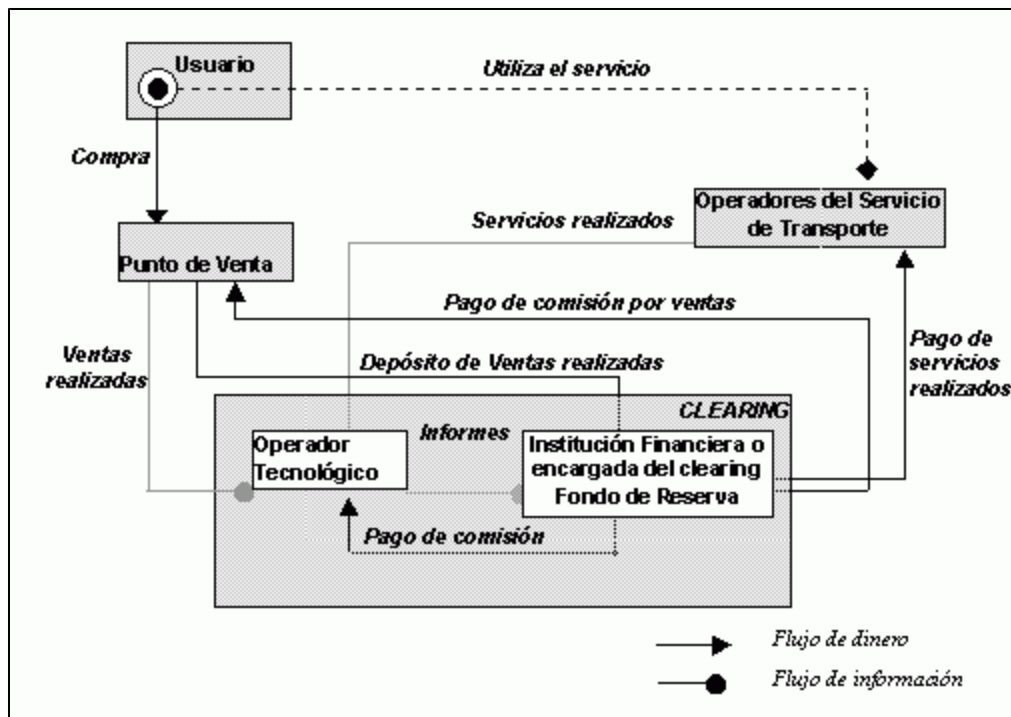 Usuario
Utiliza el servicio
Compra
Operadores del Servicio
de Transporte
Servicios realizados
Punto de Venta
Pago de comisión por ventas
Ventas
realizadas
Depósito de Ventas realizadas
Pago de
servicios
realizados
CLEARING
Informes
Operador
Tecnológico
Institución Financiera o
encargada del clearing
Fondo de Reserva
Pago de comisión
Flujo de dinero
Flujo de información